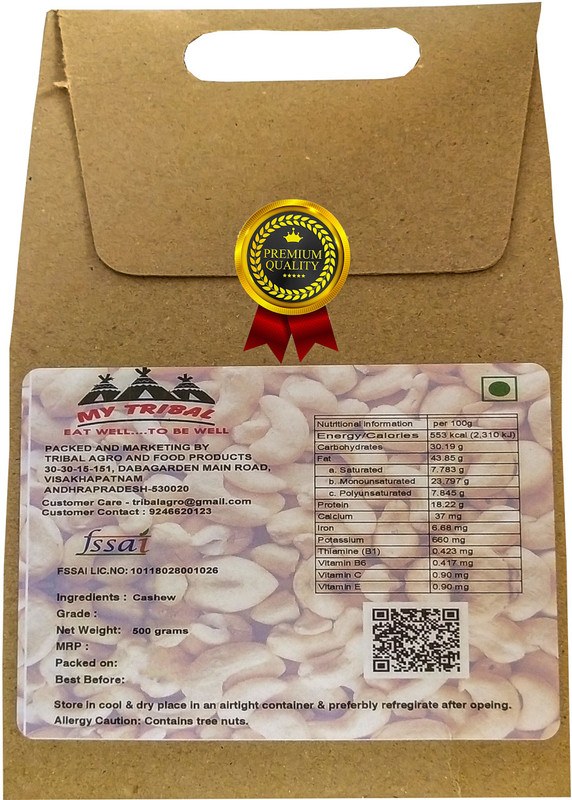 PREMIUM
QUALITY
MY TRIBAL
EAT WELL....TO BE WELL
PACKED AND MARKETING BY
TRIBAL AGRO AND FOOD PRODUCTS
30-30-15-151, DABAGARDEN MAIN ROAD,
VISAKHAPATNAM
ANDHRAPRADESH-530020
Customer Care - tribalagro@gmail.com
Customer Contact : 9246620123
fssai
FSSAI LIC.NO: 10118028001026
Ingredients : Cashew
Grade :
Net Weight: 500 grams
MRP :
Packed on:
Best Before:
Nutritional information per 100g
Energy/Calories 553 kcal (2,310 kJ)
Carbohydrates 30.19 g
Fat 43.85 g
a. Saturated 7.783 g
b. Monounsaturated 23.797 g
c. Polyunsaturated 7.845 g
Protein 18.22 g
Calcium 37 mg
Iron 6.68 mg
Potassium 660 mg
Thiamine (B1) 0.423 mg
Vitamin B6 0.417 mg
Vitamin C 0.90 mg
Vitamin E 0.90 mg
Store in cool & dry place in an airtight container & preferbly refregirate after opeing.
Allergy Caution: Contains tree nuts.